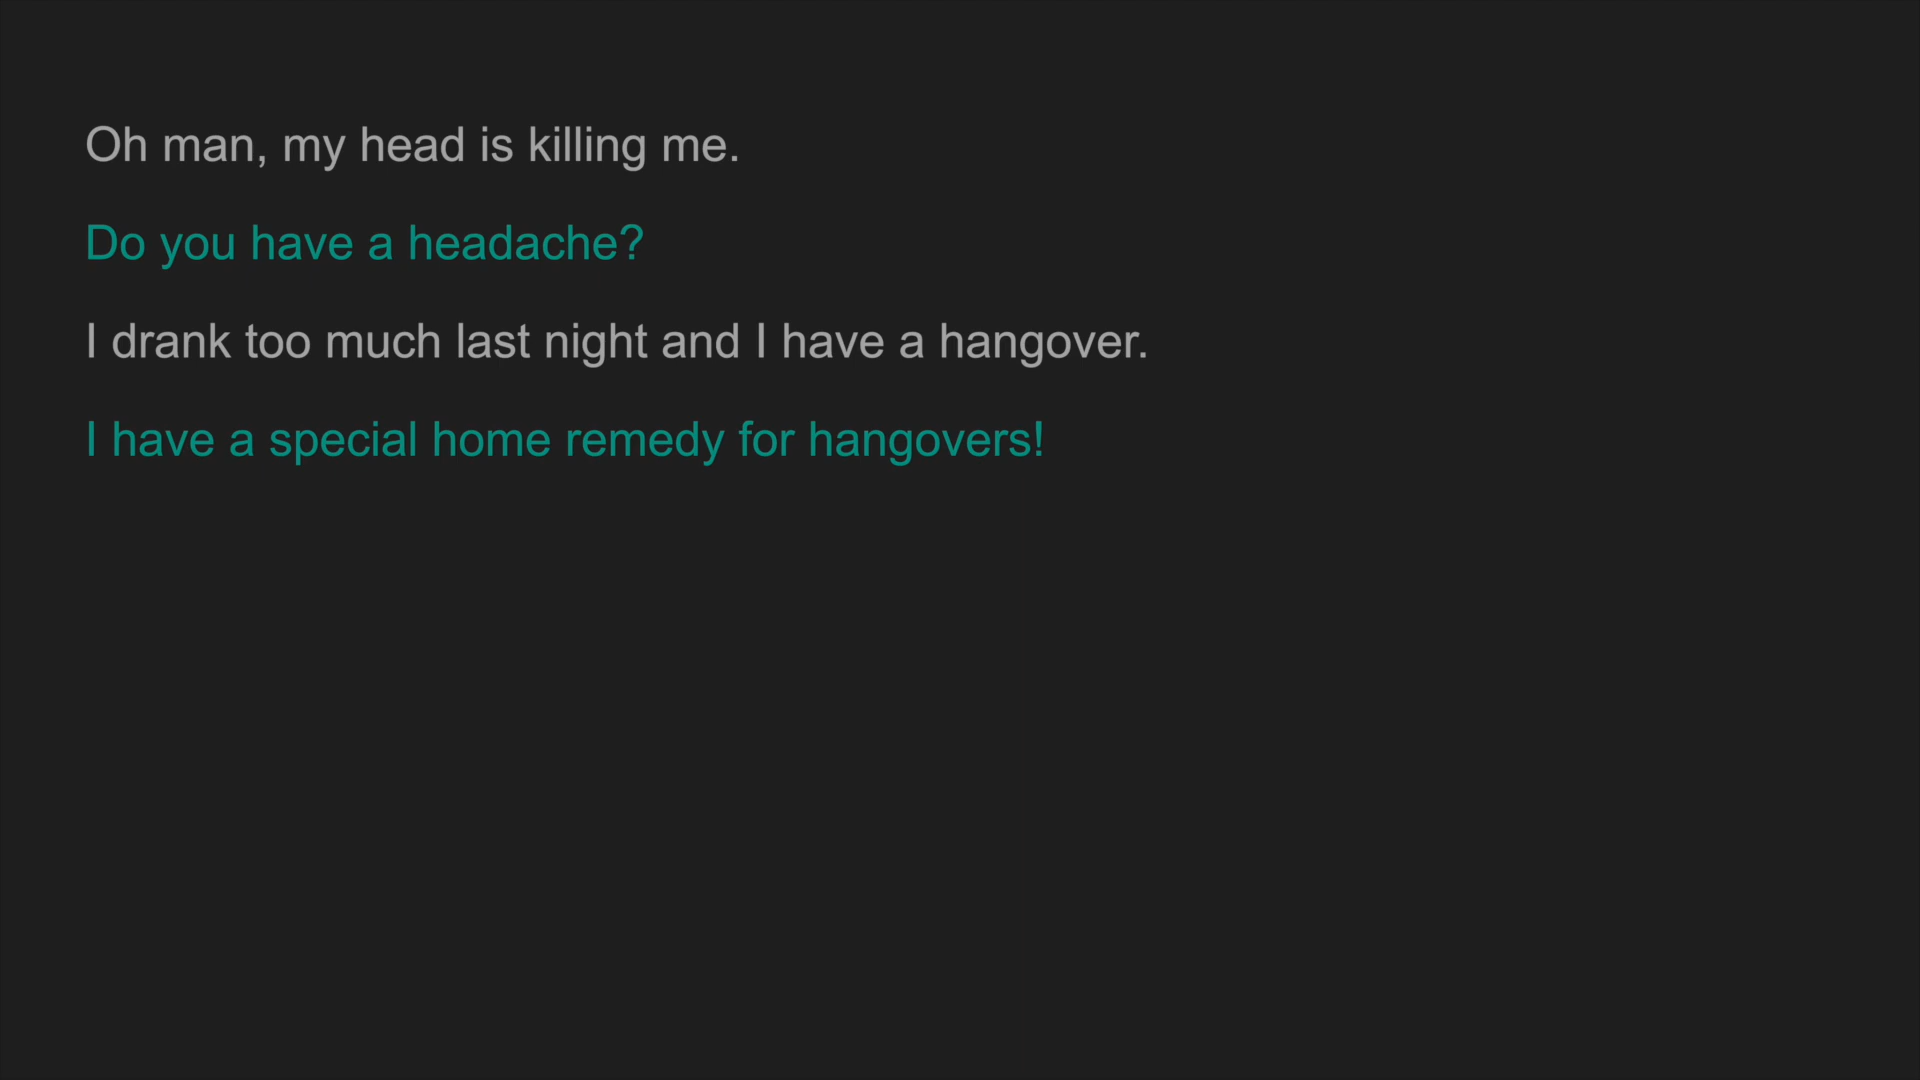 Oh man, my head is killing me.
Do you have a headache?
I drank too much last night and I have a hangover.
I have a special home remedy for hangovers!